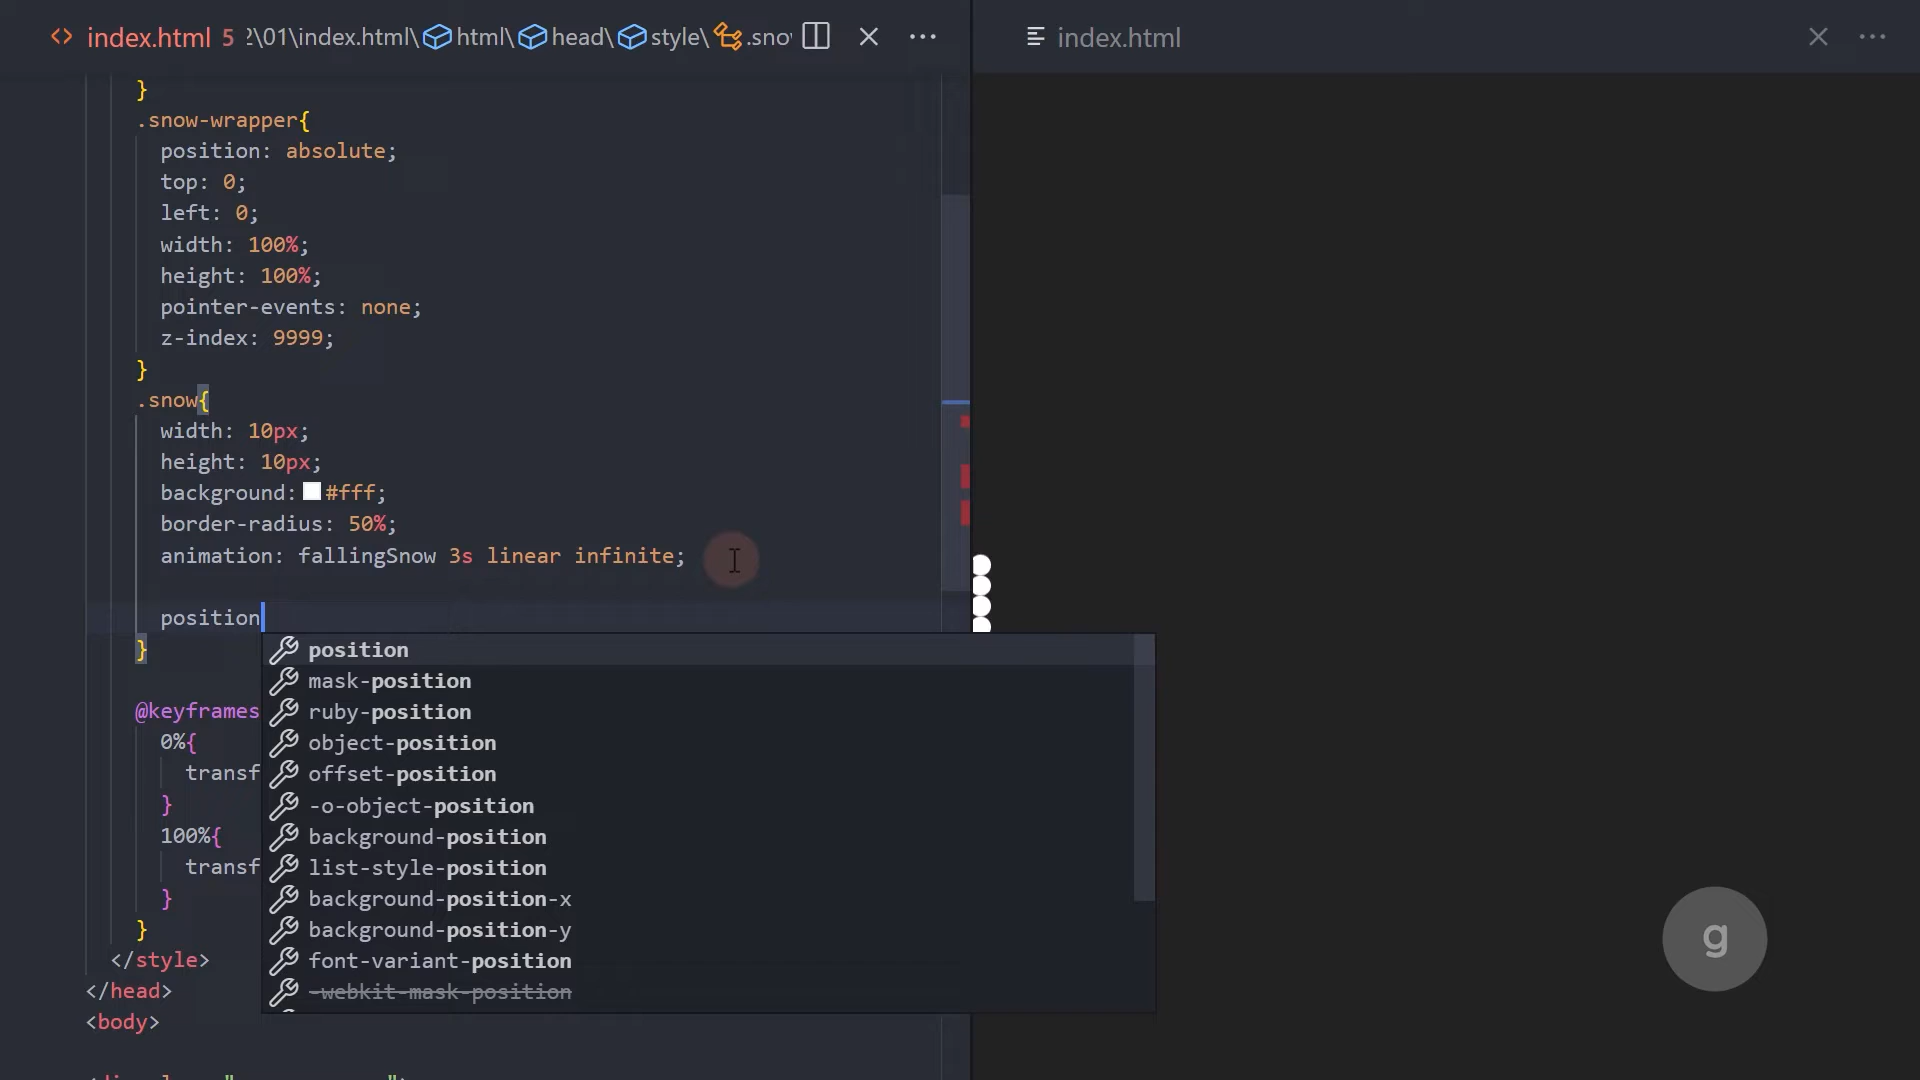 index.html 5 2\01\index.html\ html\ head\ style\ .sno
index.html
}
.snow-wrapper{
position: absolute;
top: 0;
left: 0;
width: 100%;
height: 100%;
pointer-events: none;
z-index: 9999;
}
.snow{
width: 10px;
height: 10px;
background: #fff;
border-radius: 50%;
animation: fallingSnow 3s linear infinite;
position
}
position
mask-position
ruby-position
object-position
offset-position
-o-object-position
background-position
list-style-position
background-position-x
background-position-y
font-variant-position
-webkit-mask-position
@keyframes
0%{
transf
}
100%{
transf
}
}
</style>
</head>
<body>
g